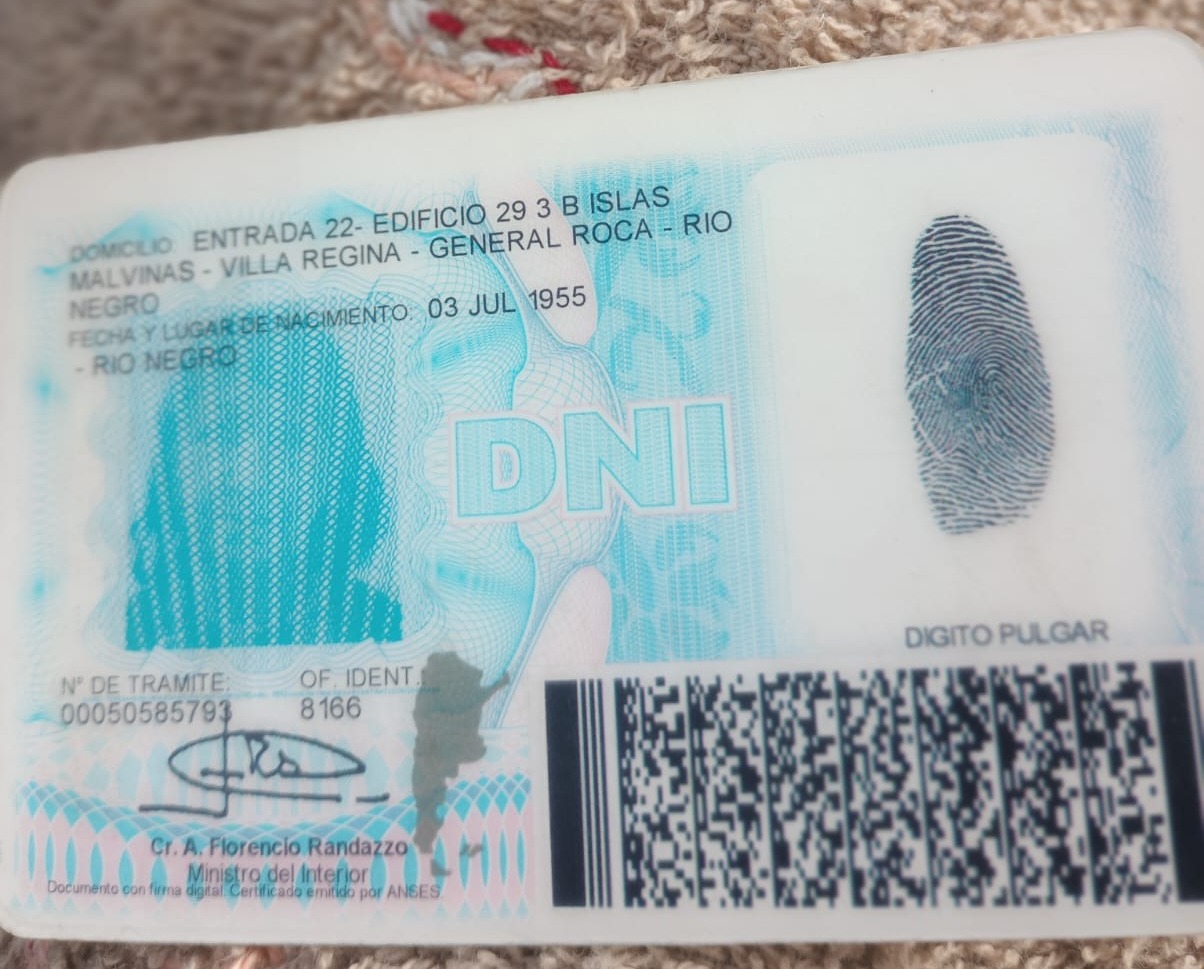 DOMICILIO: ENTRADA 22- EDIFICIO 29 3 B ISLAS
MALVINAS - VILLA REGINA - GENERAL ROCA - RIO
NEGRO
FECHA Y LUGAR DE NACIMIENTO: 03 JUL 1955
- RIO NEGRO
DNI
DIGITO PULGAR
N° DE TRAMITE: OF. IDENT.:
00050585793 8166
Cr. A. Florencio Randazzo
Ministro del Interior
Documento con firma digital. Certificado emitido por ANSES.